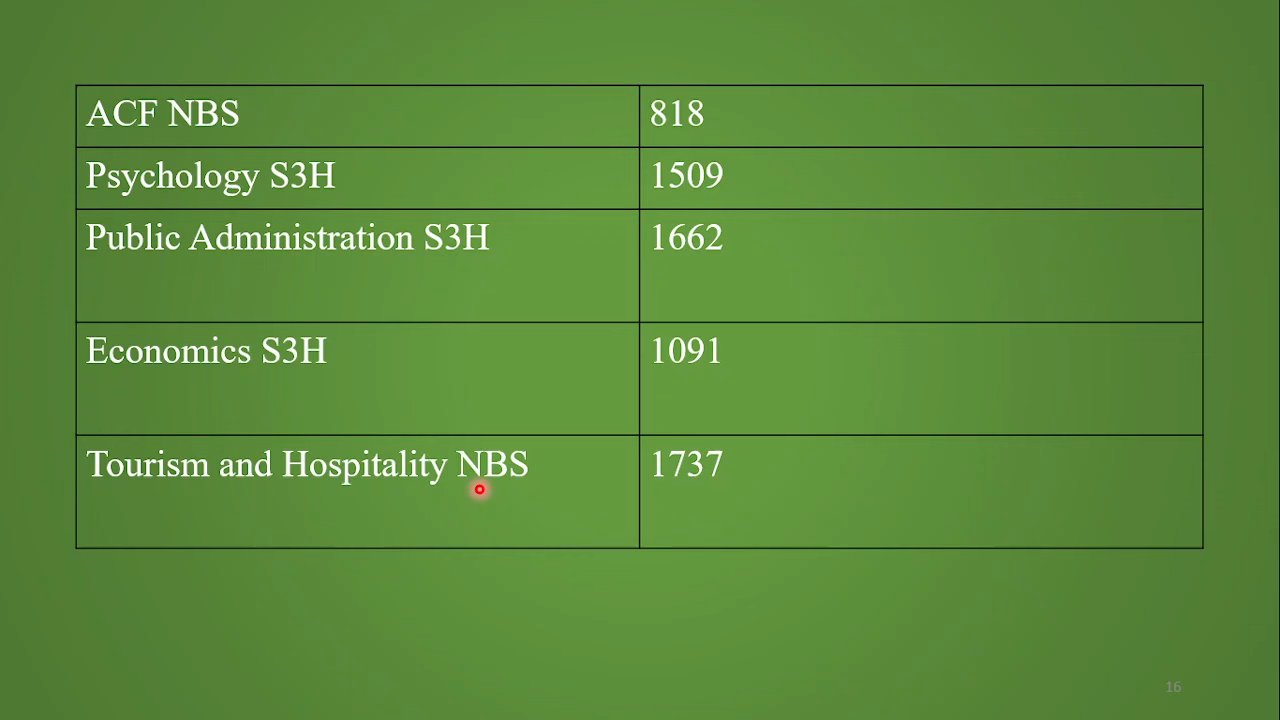 ACF NBS 818
Psychology S3H 1509
Public Administration S3H 1662
Economics S3H 1091
Tourism and Hospitality NBS 1737
16